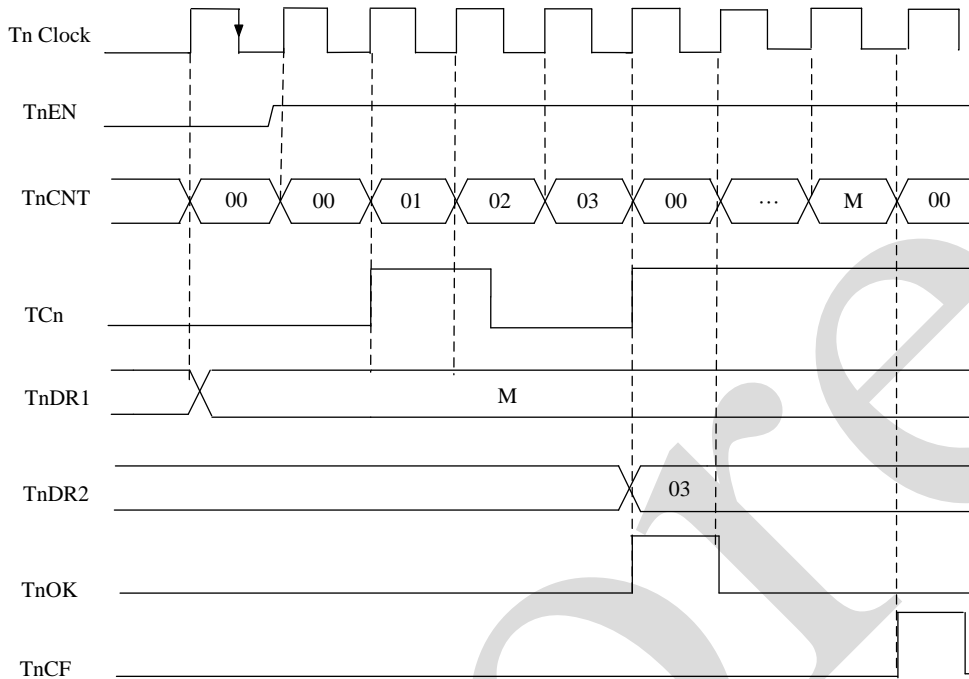 Tn Clock
TnEN
TnCNT 00 00 01 02 03 00 ... M 00
TCn
TnDR1 M
TnDR2 03
TnOK
TnCF